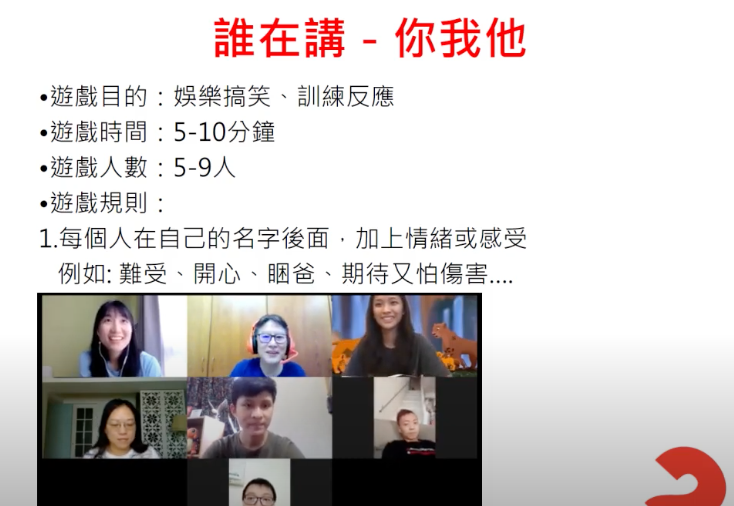 誰在講 - 你我他
•遊戲目的：娛樂搞笑、訓練反應
•遊戲時間：5-10分鐘
•遊戲人數：5-9人
•遊戲規則：
1.每個人在自己的名字後面，加上情緒或感受
例如: 難受、開心、睏爸、期待又怕傷害....